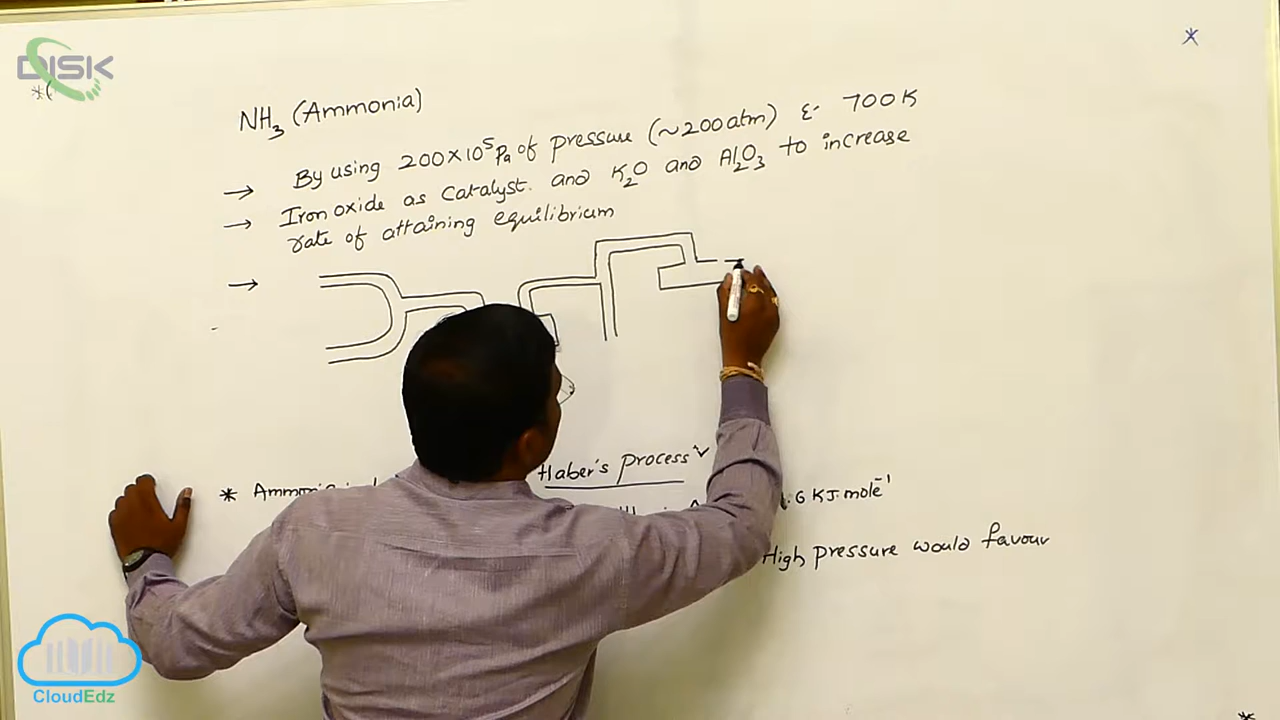 DISK
NH3 (Ammonia)
→ By using 200×10⁵ Pa of pressure (~200 atm) & 700K
→ Iron oxide as catalyst. and K2O and Al2O3 to increase
rate of attaining equilibrium
→
Haber's process
* Ammonia
.6 KJ.mole⁻¹
High pressure would favour
CloudEdz